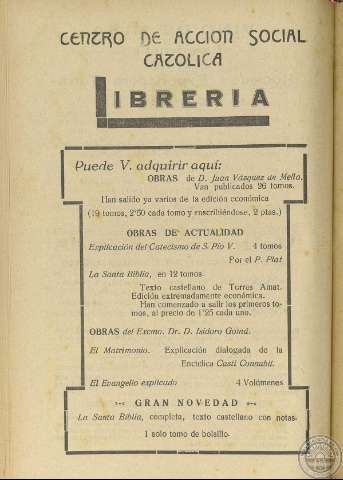 CENTRO DE ACCION SOCIAL
CATOLICA
LIBRERIA
Puede V. adquirir aquí:
OBRAS de D. Juan Vázquez de Mella.
Van publicados 26 tomos.
Han salido ya varios de la edición económica
(19 tomos, 2'50 cada tomo y suscribiéndose, 2 ptas.)
OBRAS DE ACTUALIDAD
Explicación del Catecismo de S. Pío V. 4 tomos
Por el P. Plat
La Santa Biblia, en 12 tomos
Texto castellano de Torres Amat.
Edición extremadamente económica.
Han comenzado a salir los primeros to-
mos, al precio de 1'25 cada uno.
OBRAS del Excmo. Dr. D. Isidoro Gomá.
El Matrimonio. Explicación dialogada de la
Encíclica Casti Connubii.
El Evangelio explicado 4 Volúmenes
GRAN NOVEDAD
La Santa Biblia, completa, texto castellano con notas.
1 solo tomo de bolsillo.